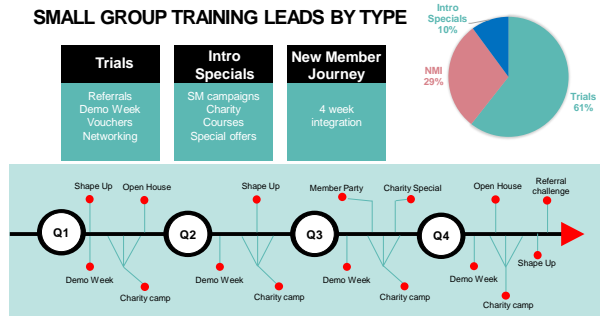 SMALL GROUP TRAINING LEADS BY TYPE
Intro
Specials
10%
NMI
29%
Trials
61%
Trials
Referrals
Demo Week
Vouchers
Networking
Intro
Specials
SM campaigns
Charity
Courses
Special offers
New Member
Journey
4 week
integration
Shape Up
Open House
Shape Up
Member Party
Charity Special
Open House
Referral
challenge
Q1
Q2
Q3
Q4
Demo Week
Charity camp
Demo Week
Charity camp
Demo Week
Charity camp
Demo Week
Charity camp
Shape Up